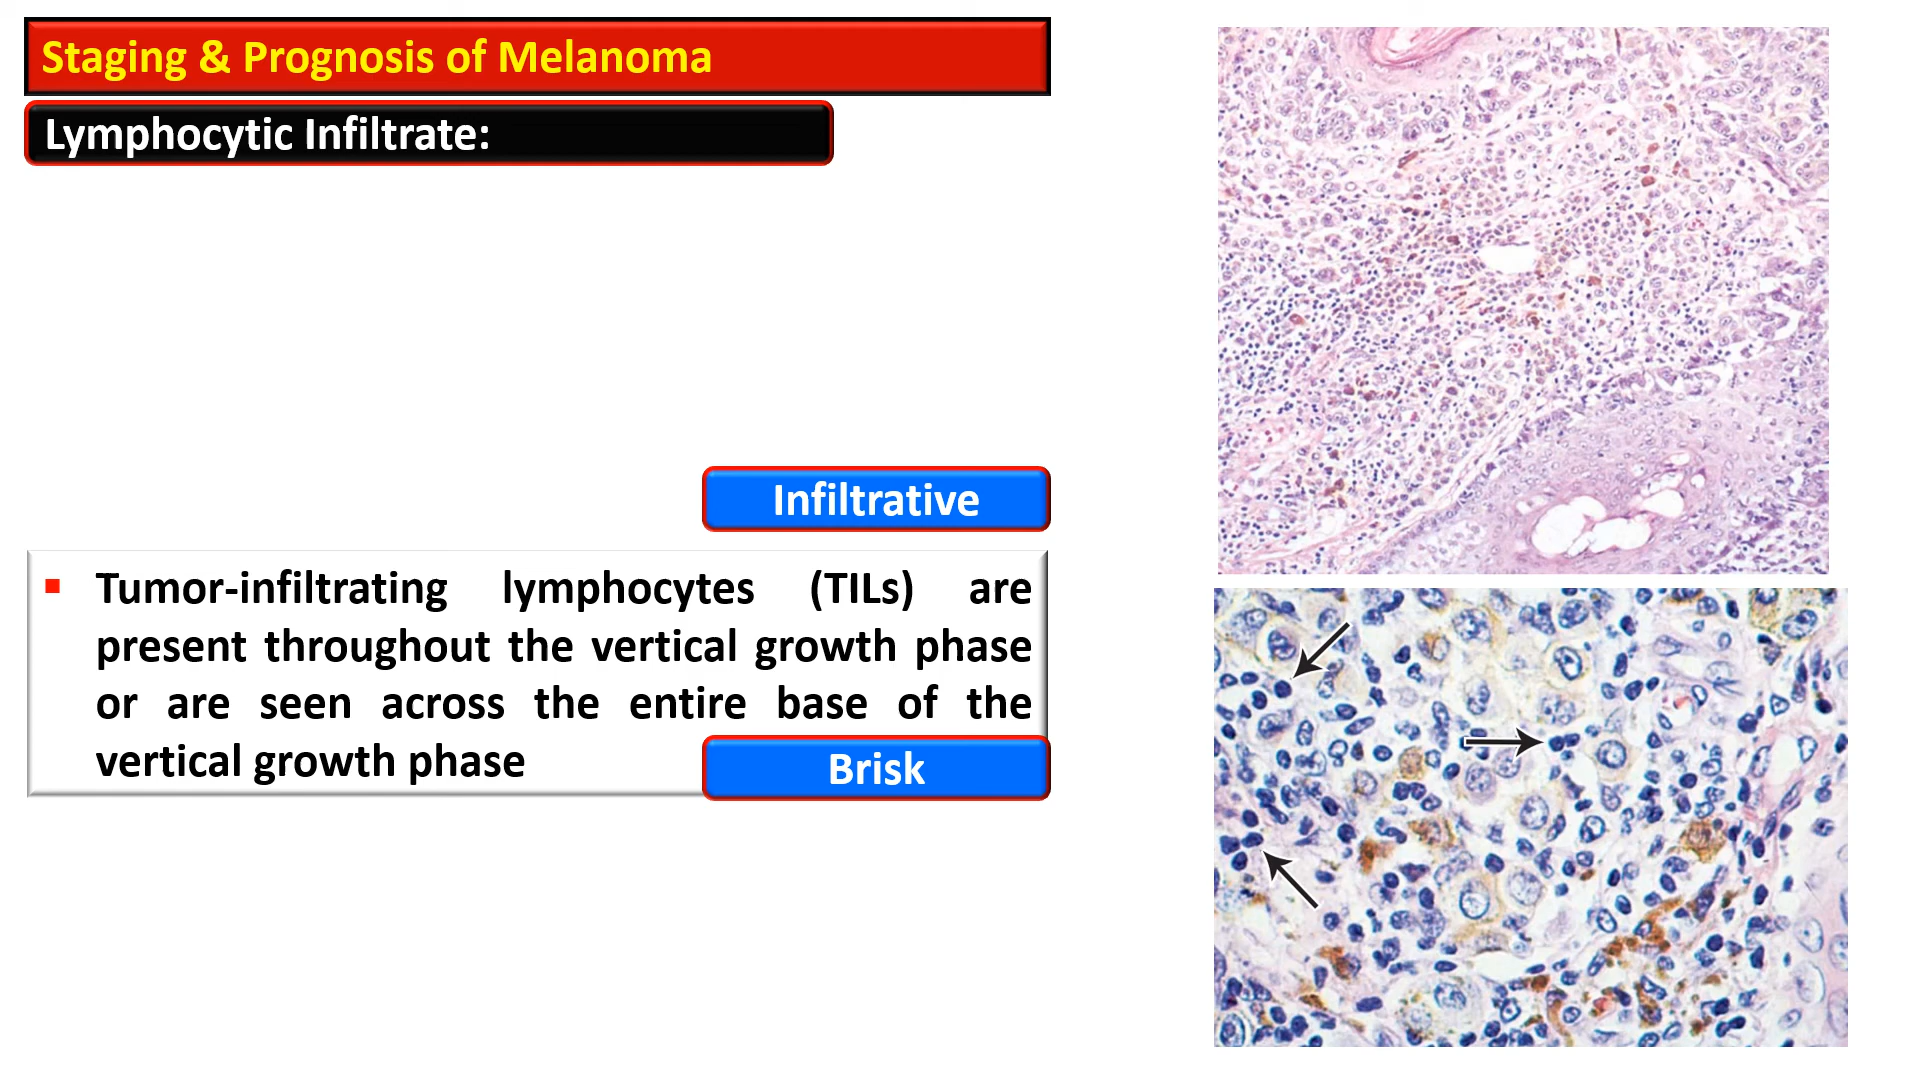 Staging & Prognosis of Melanoma
Lymphocytic Infiltrate:
Infiltrative
▪ Tumor-infiltrating lymphocytes (TILs) are
present throughout the vertical growth phase
or are seen across the entire base of the
vertical growth phase
Brisk